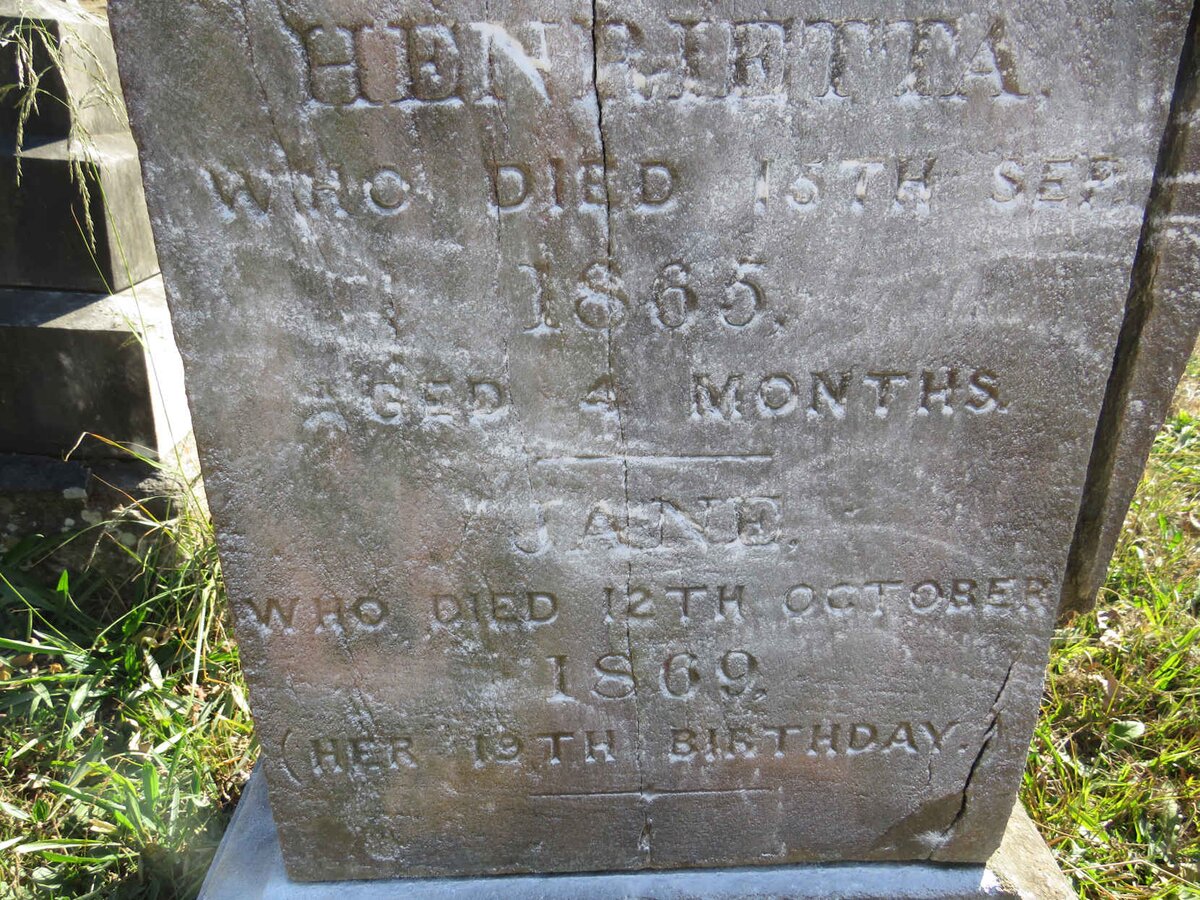 HENRIETTA.
WHO DIED 15TH SEP.
1865,
AGED 4 MONTHS.
JANE.
WHO DIED 12TH OCTOBER
1869,
(HER 19TH BIRTHDAY.)